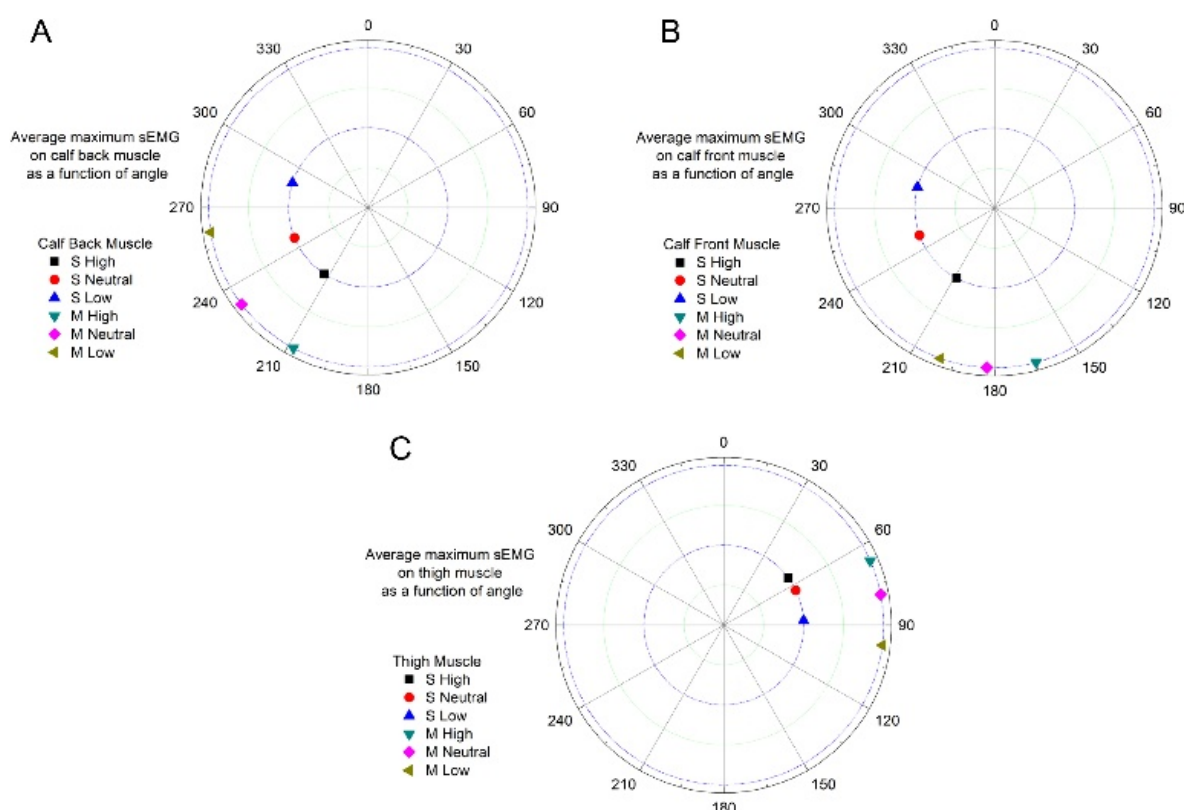 A
0
30
60
90
120
150
180
210
240
270
300
330
Average maximum sEMG
on calf back muscle
as a function of angle
Calf Back Muscle
S High
S Neutral
S Low
M High
M Neutral
M Low
B
0
30
60
90
120
150
180
210
240
270
300
330
Average maximum sEMG
on calf front muscle
as a function of angle
Calf Front Muscle
S High
S Neutral
S Low
M High
M Neutral
M Low
C
0
30
60
90
120
150
180
210
240
270
300
330
Average maximum sEMG
on thigh muscle
as a function of angle
Thigh Muscle
S High
S Neutral
S Low
M High
M Neutral
M Low